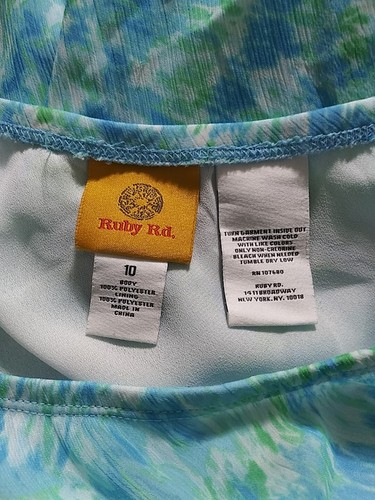 Ruby Rd.
10
BODY
100% POLYESTER
LINING
100% POLYESTER
MADE IN
CHINA
TURN GARMENT INSIDE OUT
MACHINE WASH COLD
WITH LIKE COLORS
ONLY NON-CHLORINE
BLEACH WHEN NEEDED
TUMBLE DRY LOW
RN 107680
RUBY RD.
1411 BROADWAY
NEW YORK, NY. 10018